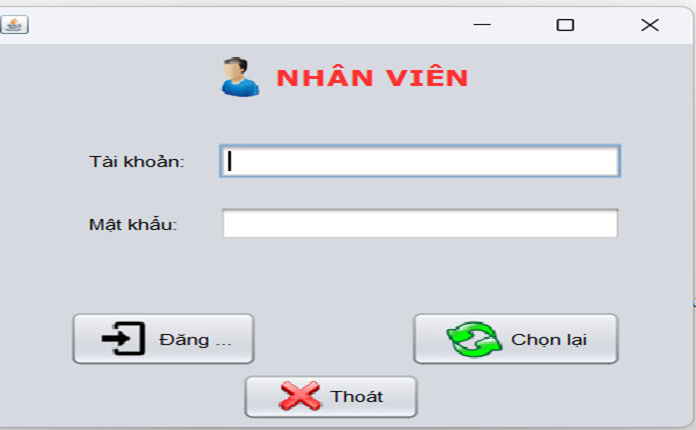 NHÂN VIÊN
Tài khoản:
Mật khẩu:
Đăng ...
Chọn lại
Thoát